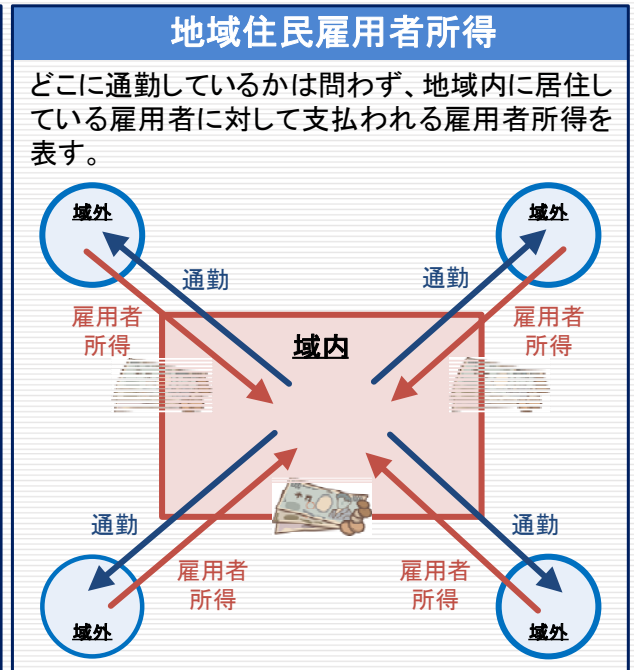 地域住民雇用者所得
どこに通勤しているかは問わず、地域内に居住し
ている雇用者に対して支払われる雇用者所得を
表す。
域外
域外
通勤
通勤
雇用者
所得
雇用者
所得
域内
通勤
通勤
雇用者
所得
雇用者
所得
域外
域外